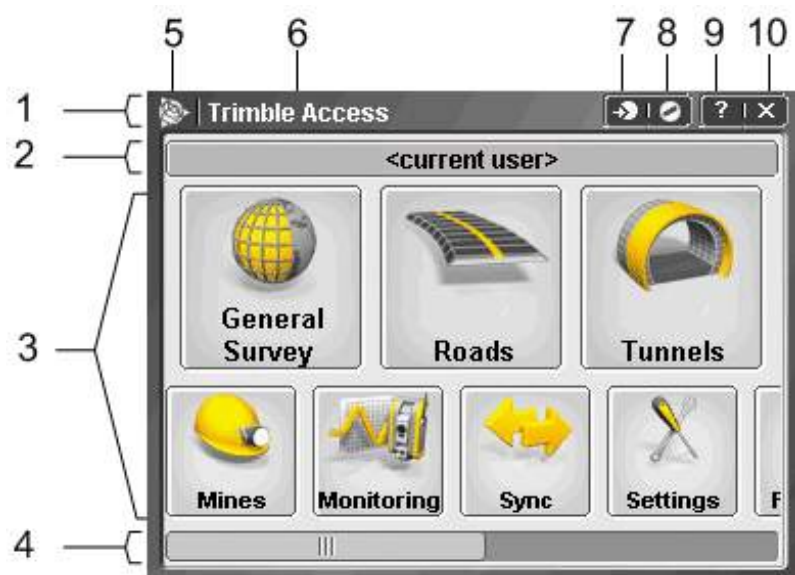 5 6 7 8 9 10
1 Trimble Access ? X
2 <current user>
3
General Survey Roads Tunnels
Mines Monitoring Sync Settings F
4